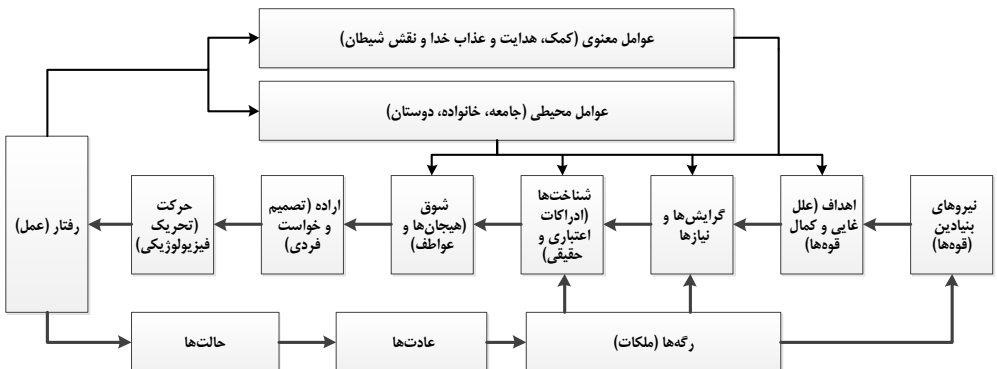 عوامل معنوی (کمک، هدایت و عذاب خدا و نقش شیطان)
عوامل محیطی (جامعه، خانواده، دوستان)
نیروهای
بنیادین
(قوه‌ها)
اهداف (علل
غایی و کمال
قوه‌ها)
گرایش‌ها و
نیازها
شناخت‌ها
(ادراکات
اعتباری و
حقیقی)
شوق
(هیجان‌ها و
عواطف)
اراده (تصمیم
و خواست
فردی)
حرکت
(تحریک
فیزیولوژیکی)
رفتار (عمل)
حالت‌ها
عادت‌ها
رگه‌ها (ملکات)